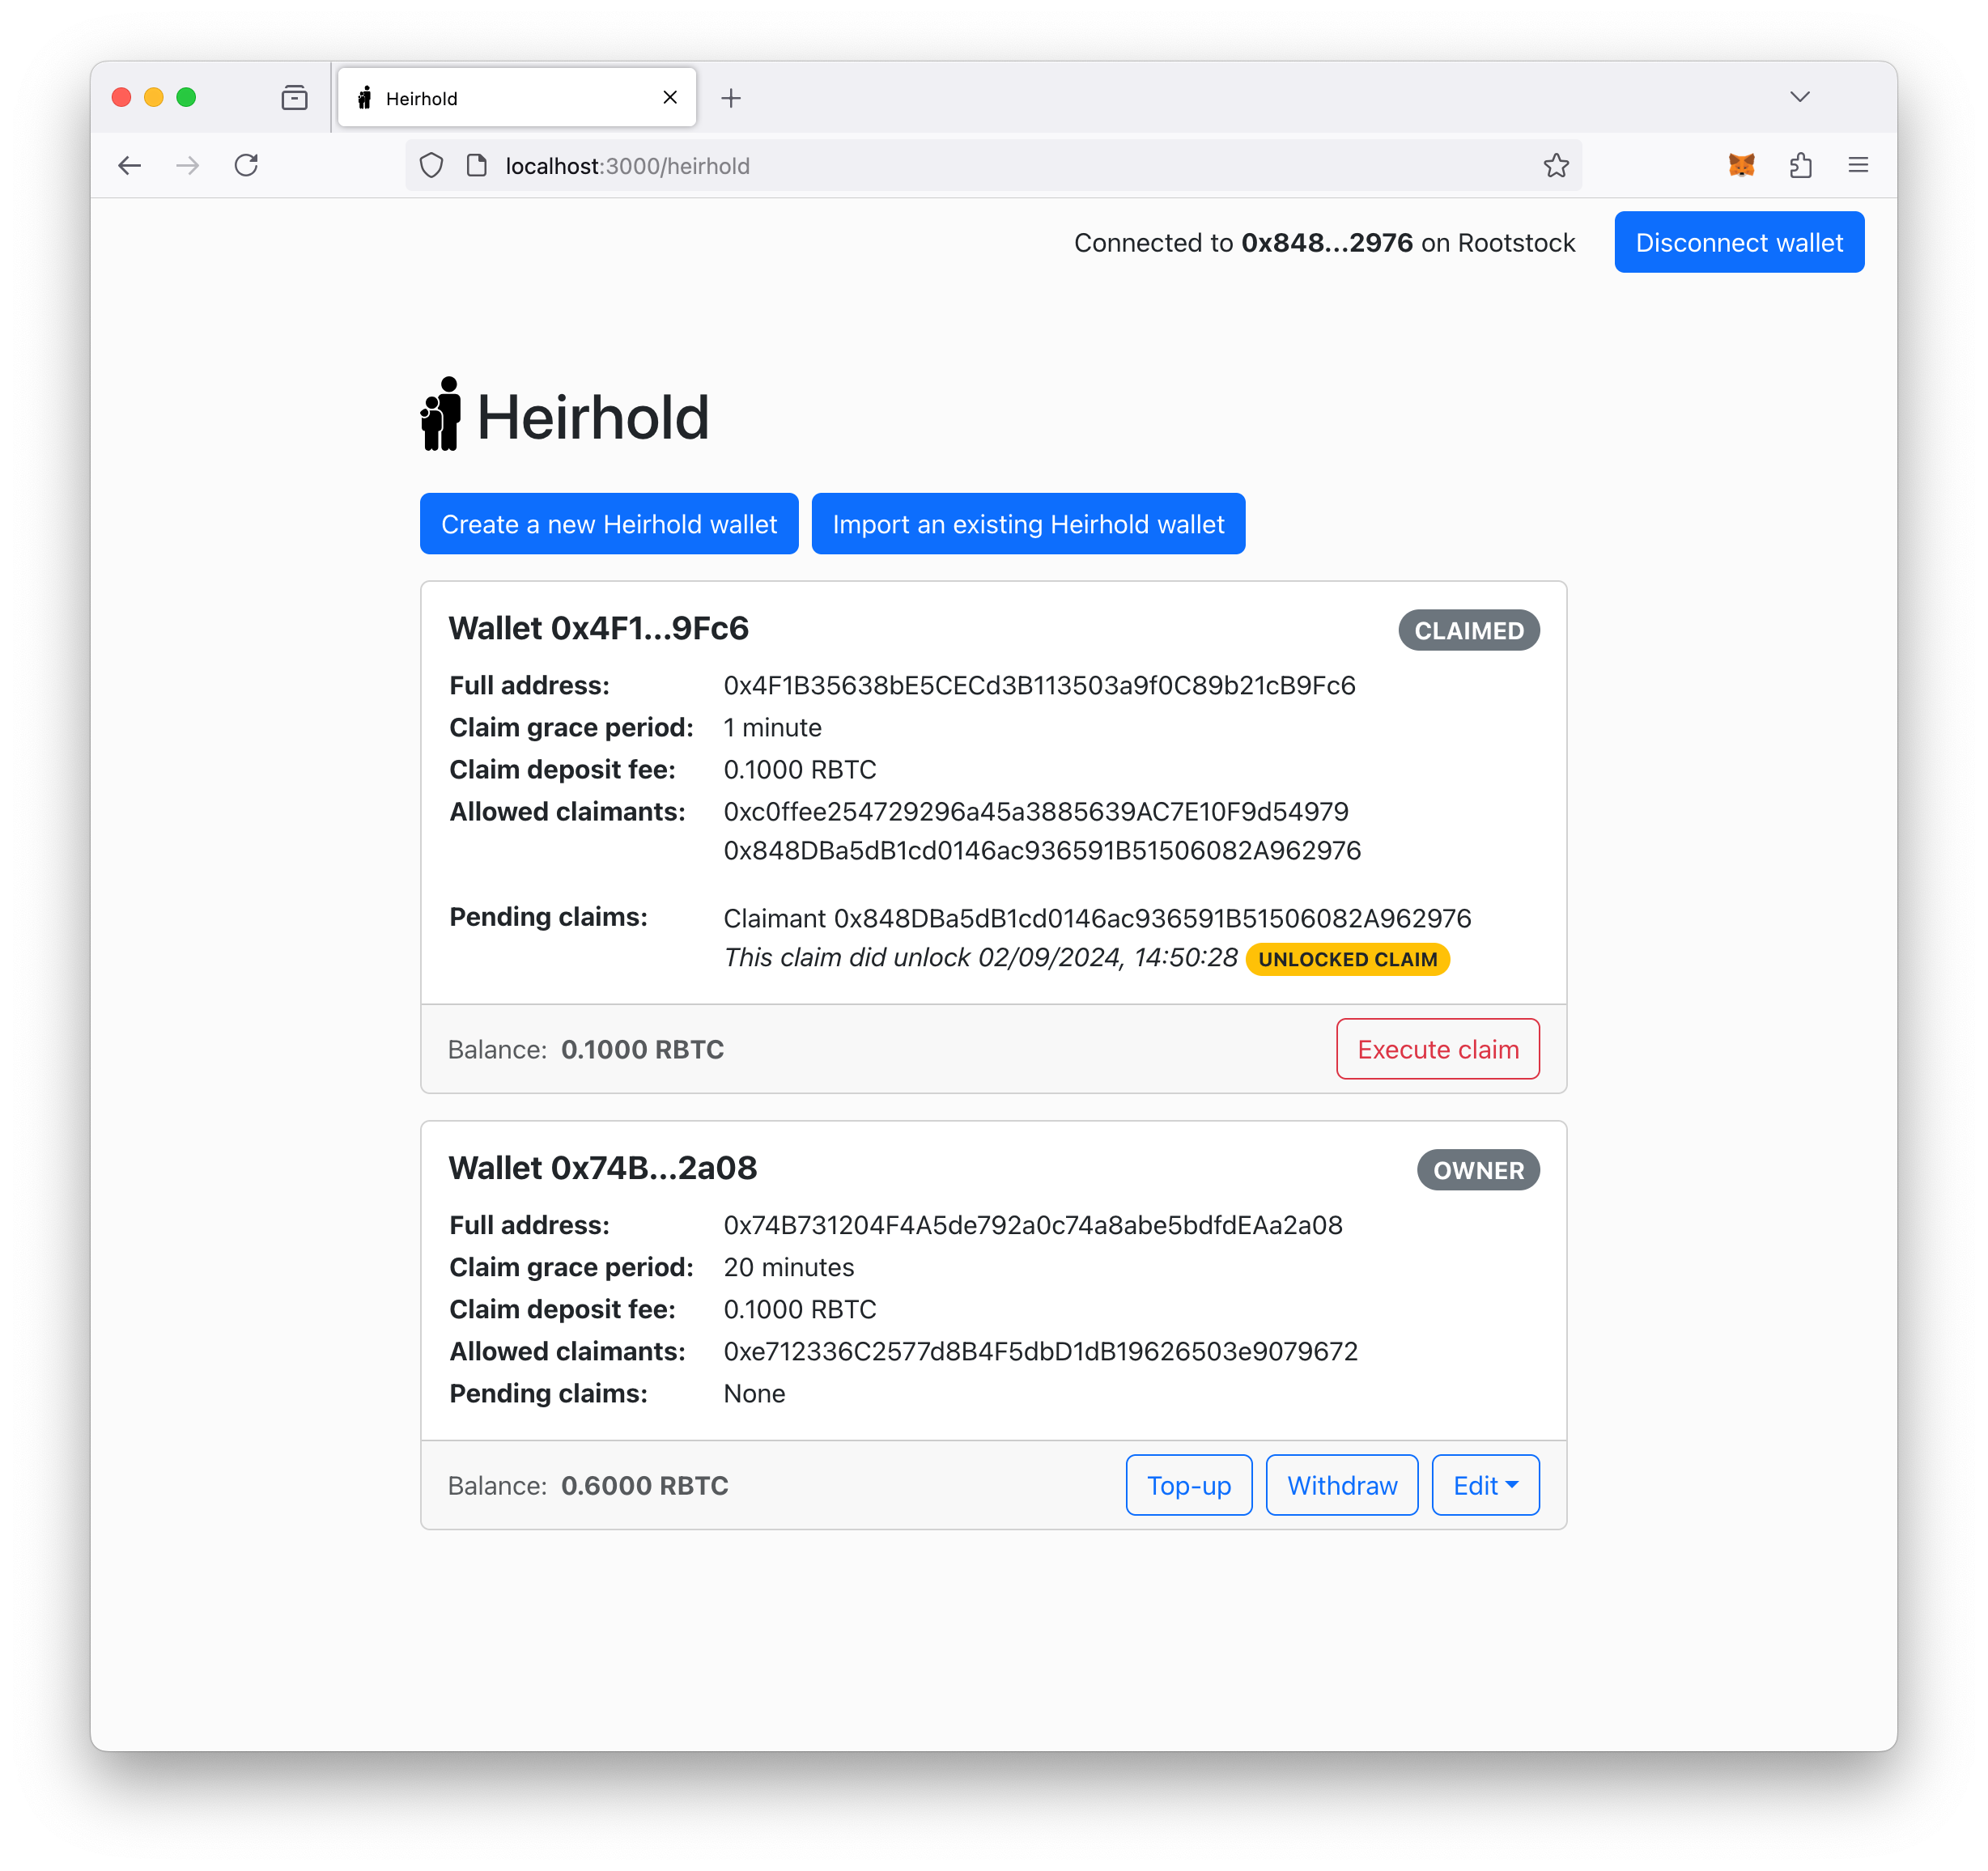 Heirhold
localhost:3000/heirhold
Connected to 0x848...2976 on Rootstock
Disconnect wallet
Heirhold
Create a new Heirhold wallet
Import an existing Heirhold wallet
Wallet 0x4F1...9Fc6
CLAIMED
Full address: 0x4F1B35638bE5CECd3B113503a9f0C89b21cB9Fc6
Claim grace period: 1 minute
Claim deposit fee: 0.1000 RBTC
Allowed claimants: 0xc0ffee254729296a45a3885639AC7E10F9d54979
0x848DBa5dB1cd0146ac936591B51506082A962976
Pending claims: Claimant 0x848DBa5dB1cd0146ac936591B51506082A962976
This claim did unlock 02/09/2024, 14:50:28 UNLOCKED CLAIM
Balance: 0.1000 RBTC
Execute claim
Wallet 0x74B...2a08
OWNER
Full address: 0x74B731204F4A5de792a0c74a8abe5bdfdEAa2a08
Claim grace period: 20 minutes
Claim deposit fee: 0.1000 RBTC
Allowed claimants: 0xe712336C2577d8B4F5dbD1dB19626503e9079672
Pending claims: None
Balance: 0.6000 RBTC
Top-up
Withdraw
Edit